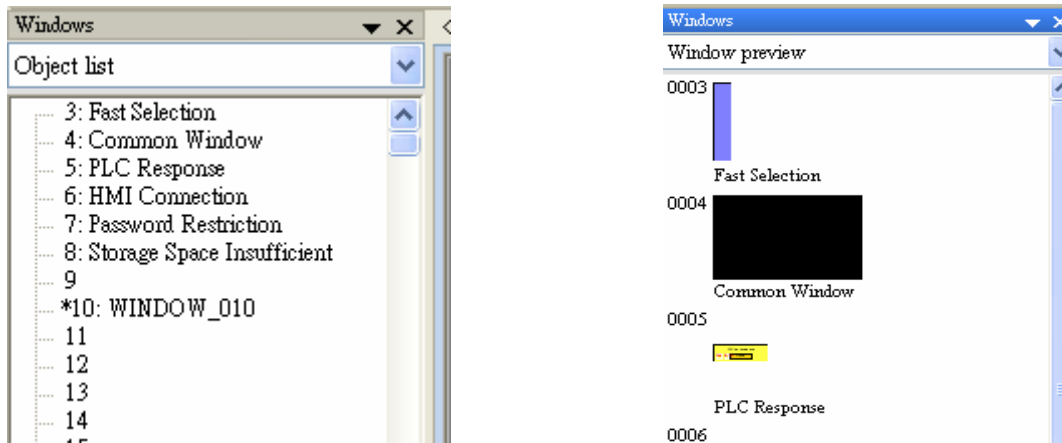 Windows
Object list
3: Fast Selection
4: Common Window
5: PLC Response
6: HMI Connection
7: Password Restriction
8: Storage Space Insufficient
9
*10: WINDOW_010
11
12
13
14
Windows
Window preview
0003
Fast Selection
0004
Common Window
0005
PLC Response
0006